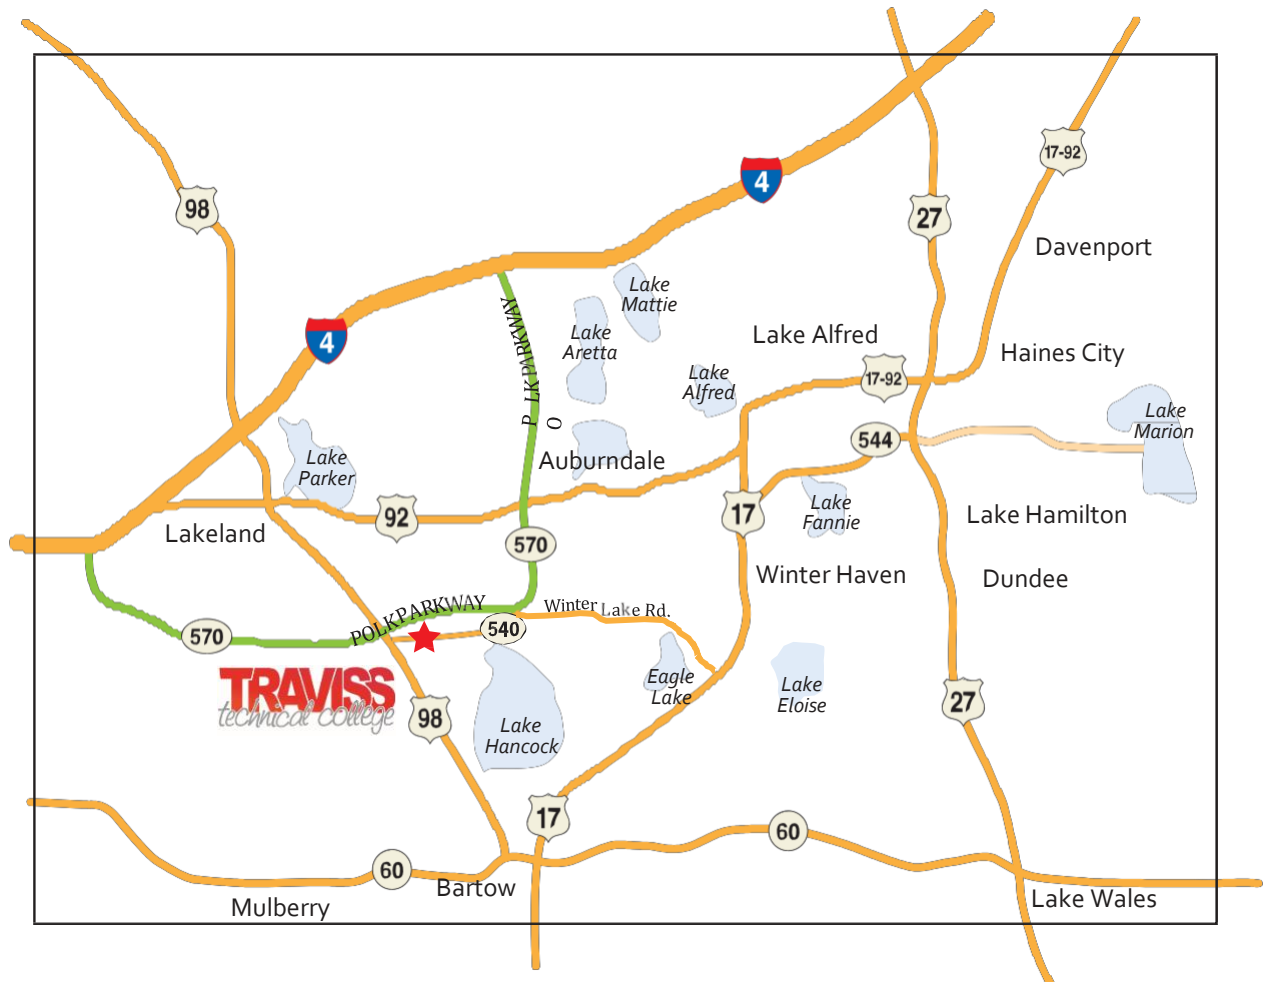 17-92
4
98
27
Davenport
Lake
Mattie
POLK PARKWAY
Lake
Aretta
Lake Alfred
4
Haines City
Lake
Alfred
17-92
Lake
Marion
544
Auburndale
Lake
Parker
92
17
Lake
Fannie
Lake Hamilton
Lakeland
570
Winter Haven
Dundee
POLK PARKWAY
Winter Lake Rd.
540
570
TRAVISS
technical college
Eagle
Lake
Lake
Eloise
98
27
Lake
Hancock
17
60
60
Bartow
Mulberry
Lake Wales